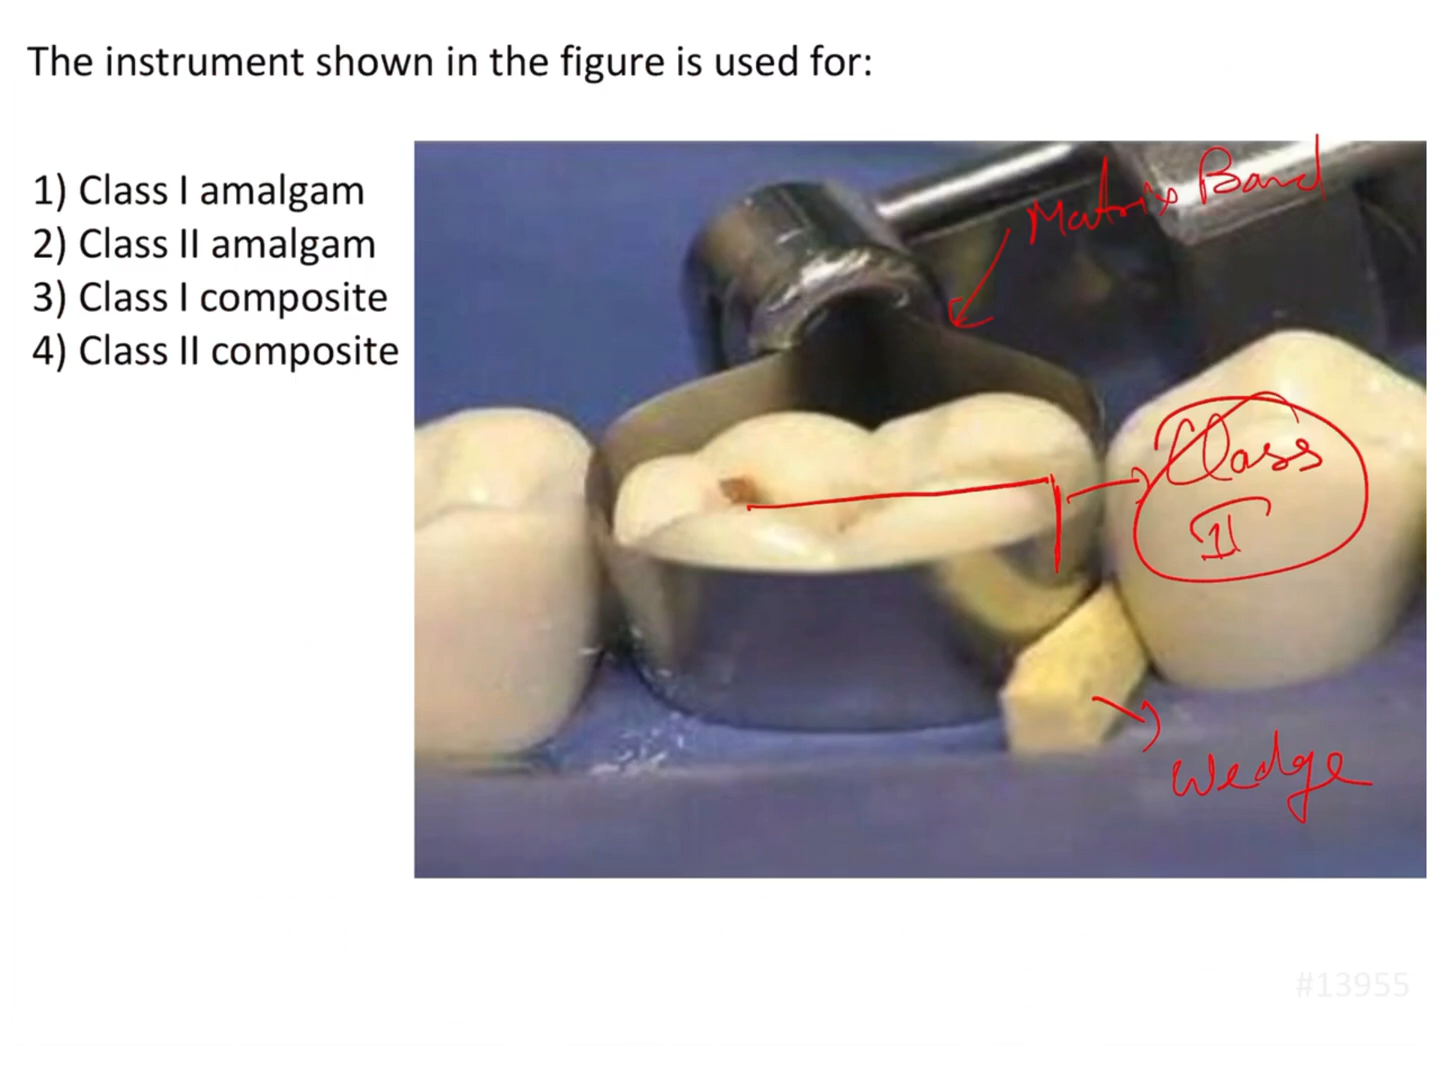 The instrument shown in the figure is used for:
1) Class I amalgam
2) Class II amalgam
3) Class I composite
4) Class II composite
Matrix Band
Class
II
Wedge
#13955